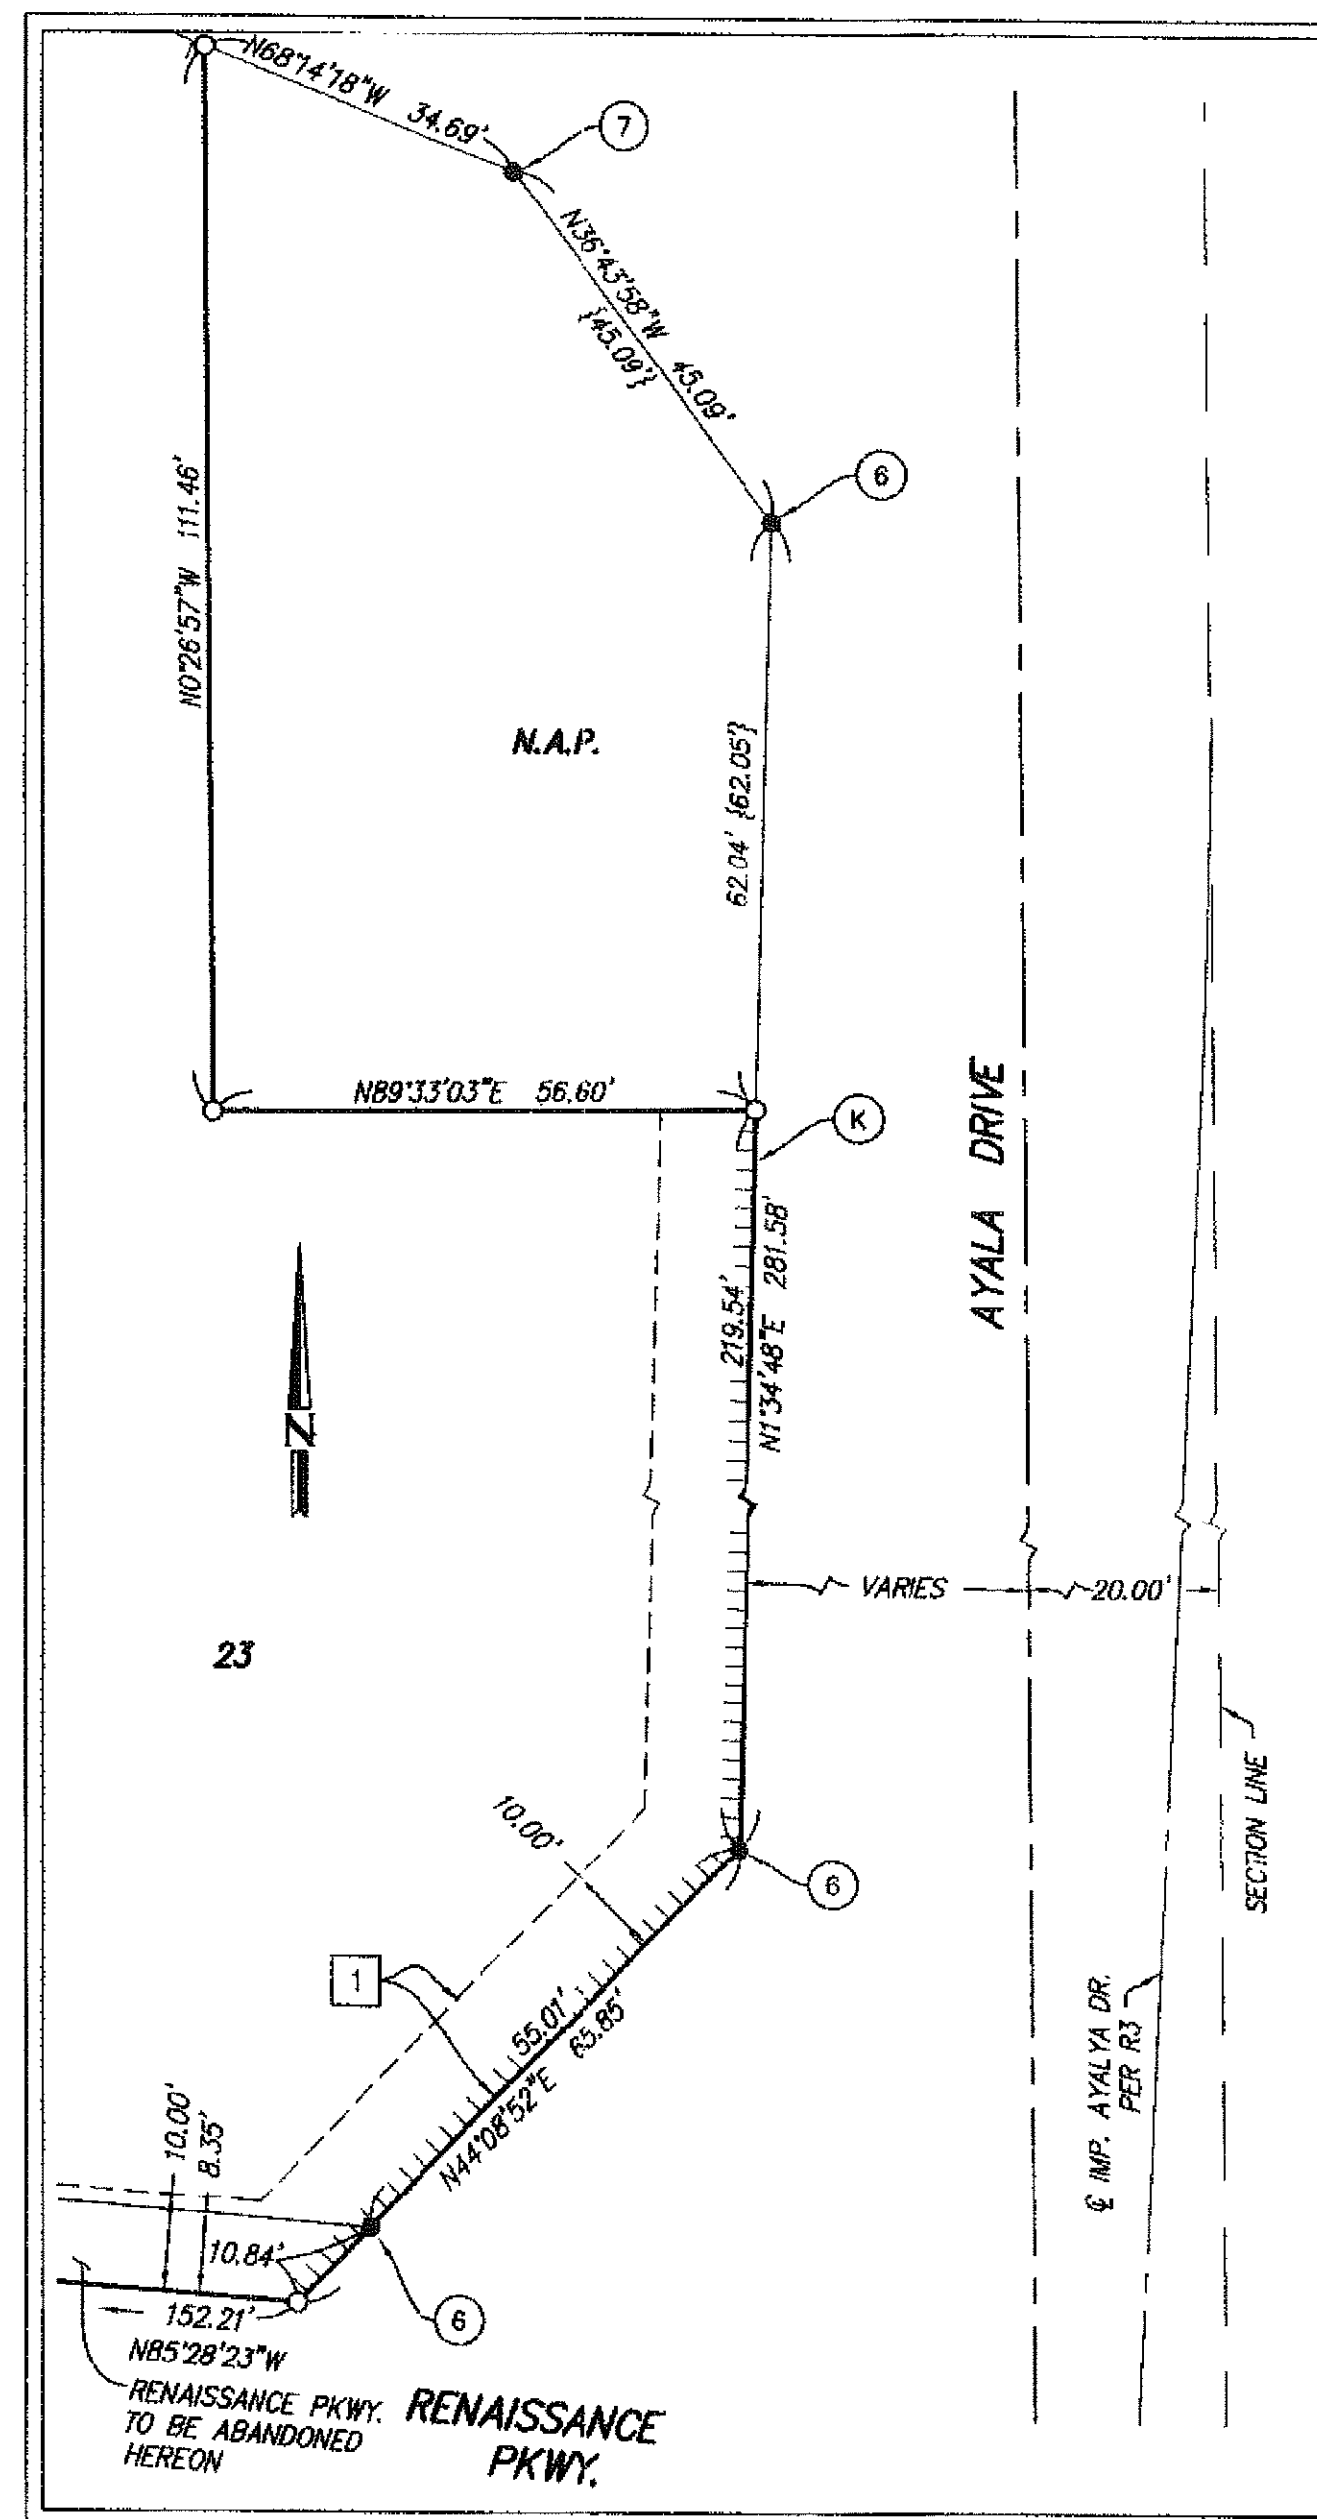 N68°14'18"W 34.69'
7
N36°43'58"W 45.09'
{45.09'}
6
N0°26'57"W 111.46'
N.A.P.
62.04' {62.05'}
N89°33'03"E 56.60'
K
AYALA DRIVE
219.54'
N1°34'48"E 281.58'
N
VARIES
20.00'
23
SECTION LINE
10.00'
6
1
55.01'
N44°08'52"E 65.85'
℄ IMP. AYALYA DR.
PER R3
10.00'
8.35'
10.84'
152.21'
N85°28'23"W
6
RENAISSANCE PKWY.
TO BE ABANDONED
HEREON
RENAISSANCE
PKWY.